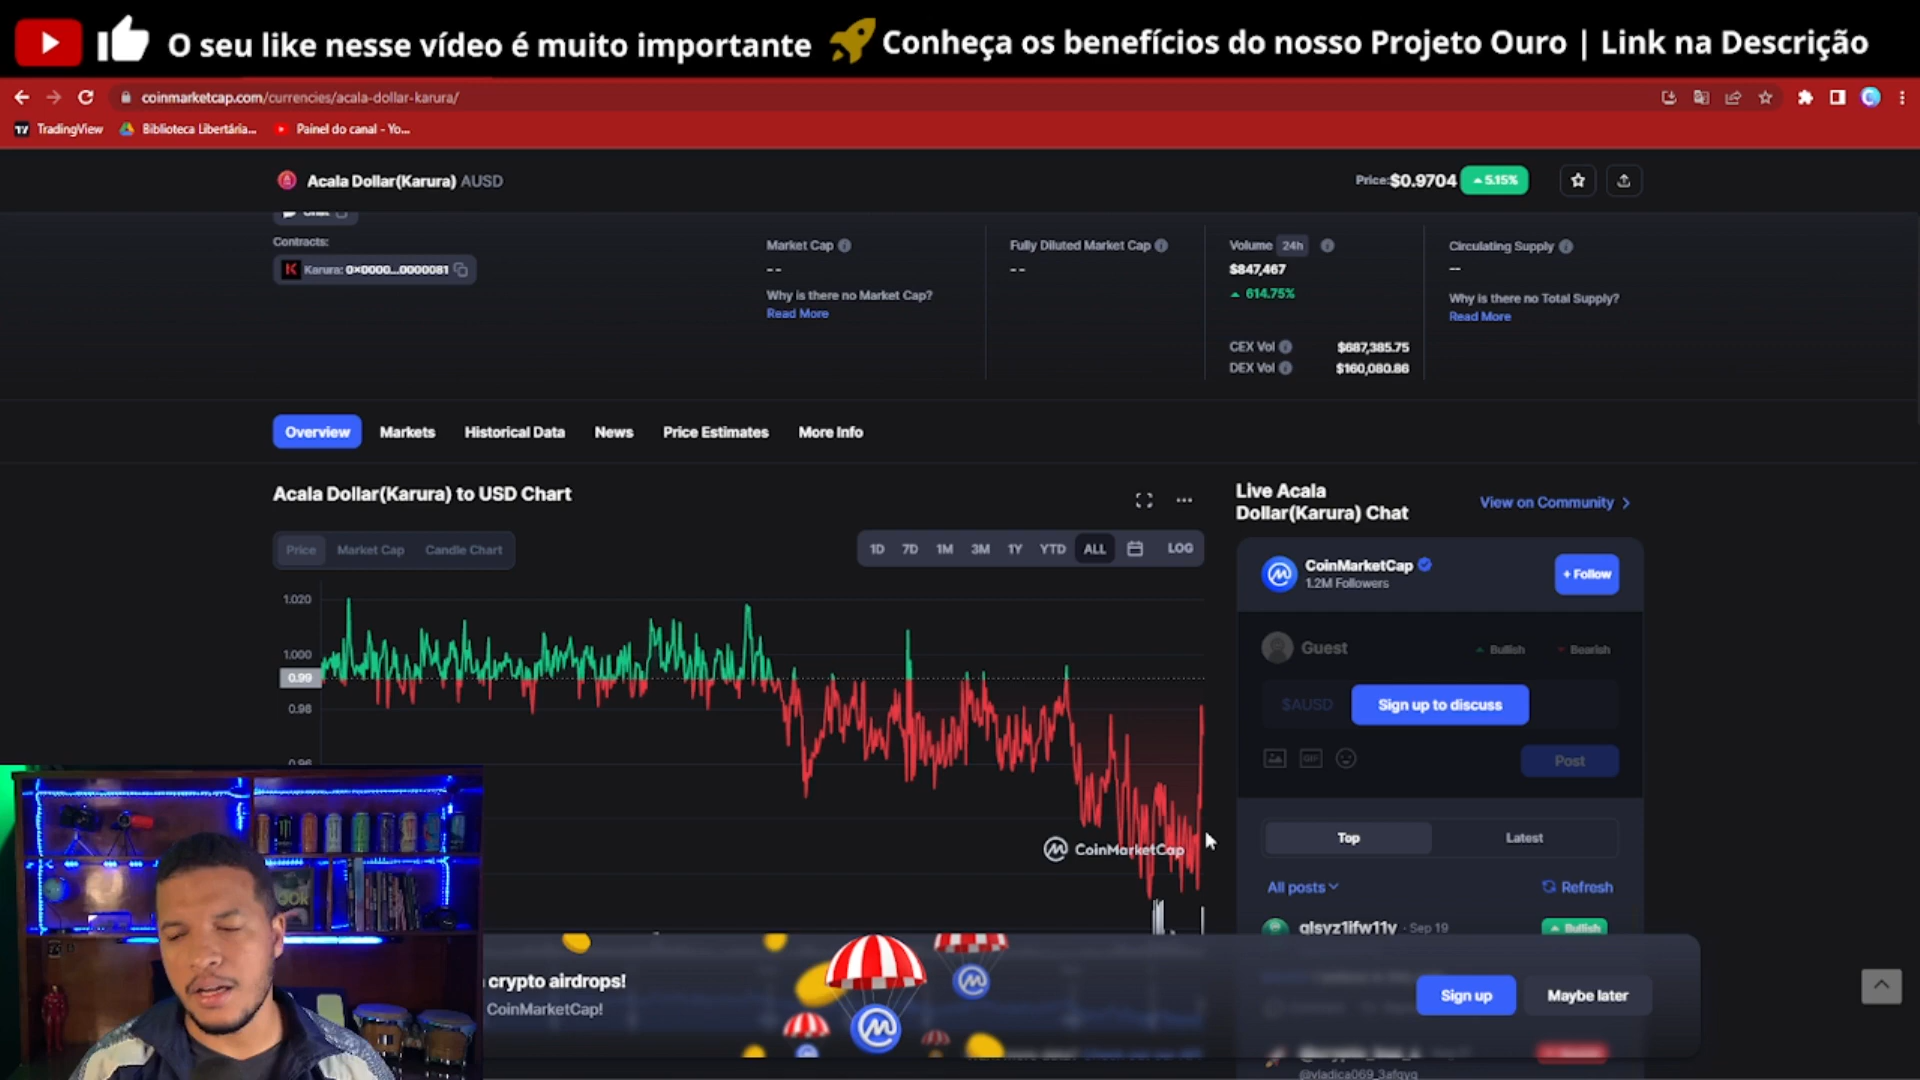 O seu like nesse vídeo é muito importante
Conheça os benefícios do nosso Projeto Ouro | Link na Descrição
coinmarketcap.com/currencies/acala-dollar-karura/
TradingView
Biblioteca Libertária...
Painel do canal - Yo...
Acala Dollar(Karura) AUSD
Price:$0.9704
5.15%
Chat
Contracts:
Karura: 0x0000...0000081
Market Cap
--
Why is there no Market Cap?
Read More
Fully Diluted Market Cap
--
Volume 24h
$847,467
614.75%
CEX Vol $687,385.75
DEX Vol $160,080.86
Circulating Supply
--
Why is there no Total Supply?
Read More
Overview
Markets
Historical Data
News
Price Estimates
More Info
Acala Dollar(Karura) to USD Chart
Price
Market Cap
Candle Chart
1D
7D
1M
3M
1Y
YTD
ALL
LOG
1.020
1.000
0.99
0.98
0.96
CoinMarketCap
Live Acala
Dollar(Karura) Chat
View on Community
CoinMarketCap
1.2M Followers
+ Follow
Guest
Bullish
Bearish
$AUSD
Sign up to discuss
GIF
Post
Top
Latest
All posts
Refresh
qlsyz1ifw11y · Sep 19
Bullish
crypto airdrops!
CoinMarketCap!
Sign up
Maybe later